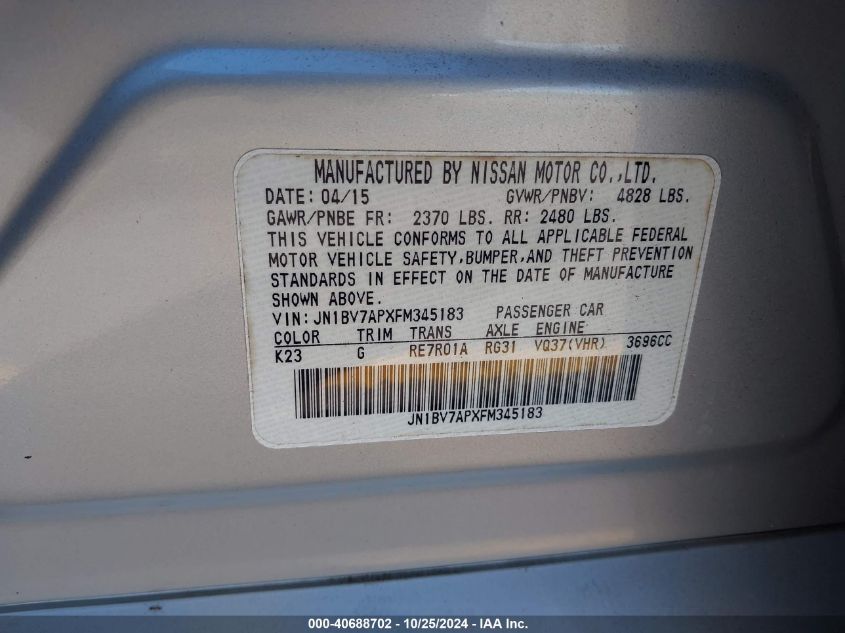 MANUFACTURED BY NISSAN MOTOR CO.,LTD.
DATE: 04/15 GVWR/PNBV: 4828 LBS.
GAWR/PNBE FR: 2370 LBS. RR: 2480 LBS.
THIS VEHICLE CONFORMS TO ALL APPLICABLE FEDERAL
MOTOR VEHICLE SAFETY,BUMPER,AND THEFT PREVENTION
STANDARDS IN EFFECT ON THE DATE OF MANUFACTURE
SHOWN ABOVE.
VIN: JN1BV7APXFM345183 PASSENGER CAR
COLOR TRIM TRANS AXLE ENGINE
K23 G RE7R01A RG31 VQ37(VHR) 3696CC
JN1BV7APXFM345183
000-40688702 - 10/25/2024 - IAA Inc.